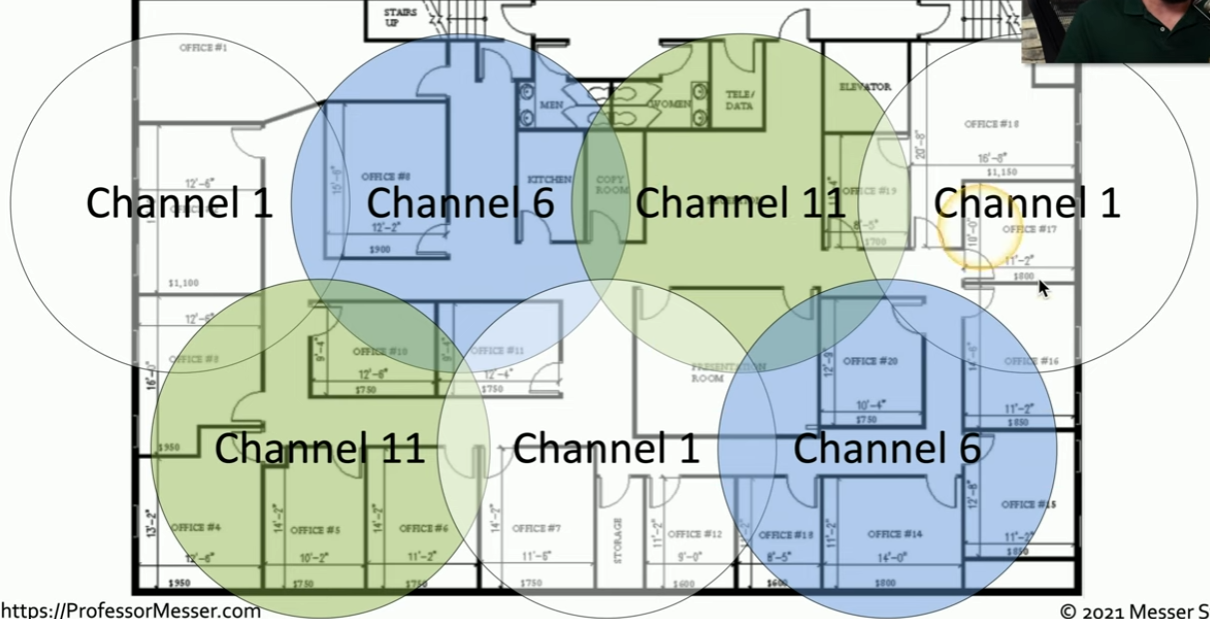 STAIRS
UP
OFFICE #1
MEN
WOMEN
TELE/
DATA
ELEVATOR
OFFICE #18
20'-8"
16'-8"
$1,150
12'-6"
15'-6"
OFFICE #8
KITCHEN
COPY
ROOM
OFFICE #19
Channel 1
Channel 6
Channel 11
Channel 1
12'-2"
$900
8'-5"
$700
10'-0"
OFFICE #17
11'-2"
$800
$1,100
12'-6"
OFFICE #8
16'-0"
9'-4"
OFFICE #10
12'-6"
$750
OFFICE #11
12'-4"
$750
PRESENTATION
ROOM
12'-9"
OFFICE #20
10'-4"
$750
14'-6"
OFFICE #16
11'-2"
$850
$950
Channel 11
Channel 1
Channel 6
13'-2"
OFFICE #4
12'-6"
$950
14'-2"
OFFICE #5
10'-2"
$750
14'-2"
OFFICE #6
11'-2"
$750
14'-2"
OFFICE #7
11'-6"
$750
STORAGE
11'-2"
OFFICE #12
9'-0"
$600
OFFICE #18
8'-5"
$600
11'-2"
OFFICE #14
14'-0"
$800
12'-8"
OFFICE #15
11'-2"
$850
https://ProfessorMesser.com
© 2021 Messer S